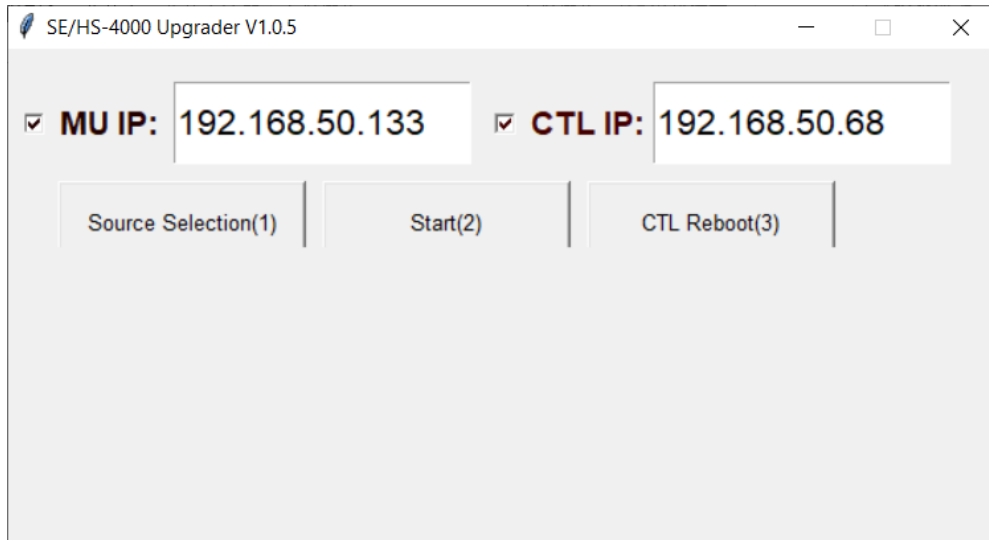 SE/HS-4000 Upgrader V1.0.5
MU IP: 192.168.50.133 CTL IP: 192.168.50.68
Source Selection(1) Start(2) CTL Reboot(3)